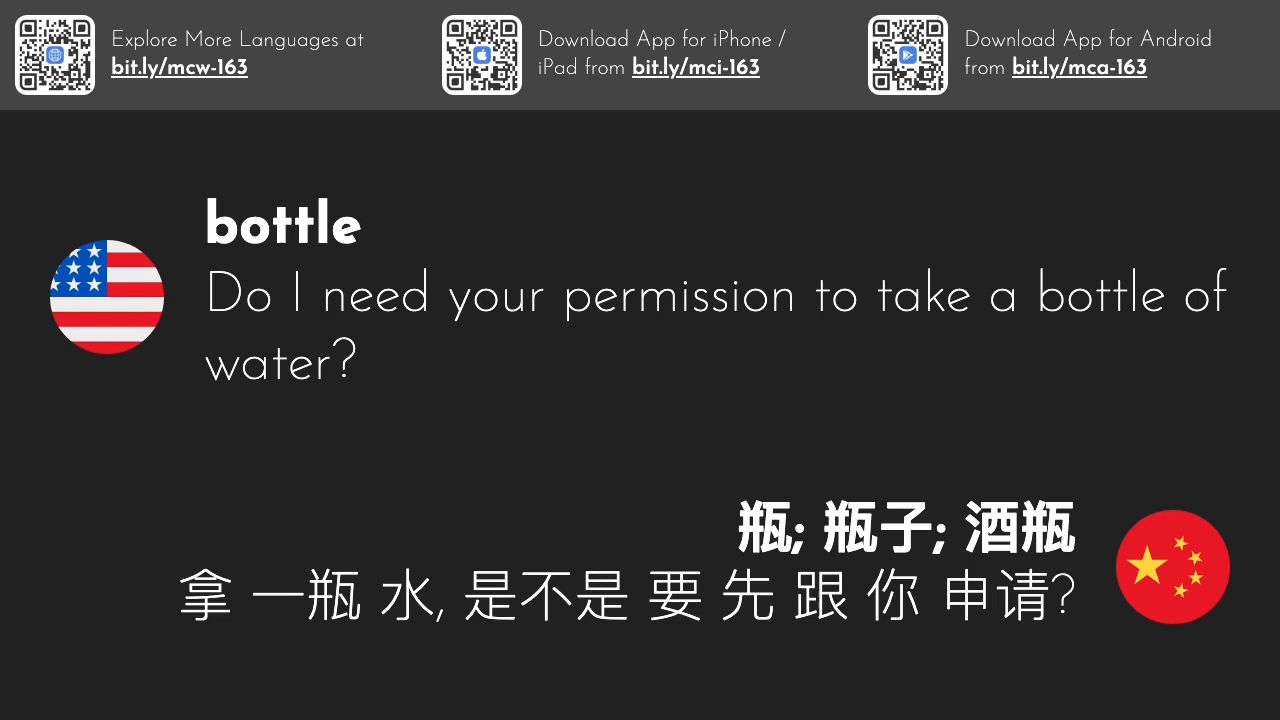 Explore More Languages at
bit.ly/mcw-163
Download App for iPhone /
iPad from bit.ly/mci-163
Download App for Android
from bit.ly/mca-163
bottle
Do I need your permission to take a bottle of
water?
瓶; 瓶子; 酒瓶
拿 一瓶 水, 是不是 要 先 跟 你 申请?